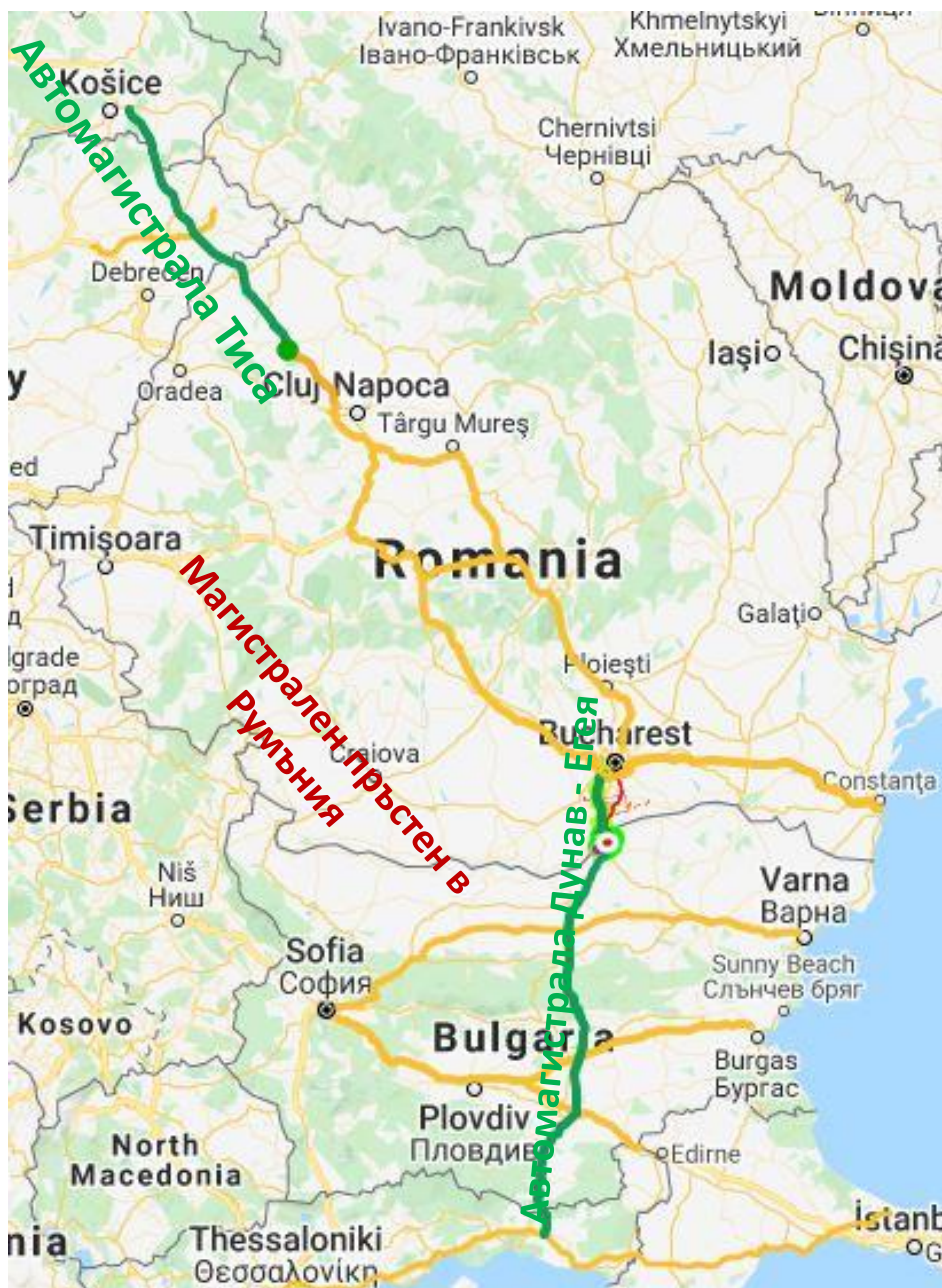 Ivano-Frankivsk
Івано-Франківськ
Khmelnytskyi
Хмельницький
Košice
Автомагистрала Тиса
Chernivtsi
Чернівці
Debrecen
Moldova
Iaşi
Oradea
Cluj Napoca
Târgu Mureş
Timişoara
Romania
Магистрален пръстен в
Румъния
Galaţi
Ploieşti
Bucharest
Craiova
Constanţa
Serbia
Автомагистрала Дунав - Егея
Niš
Ниш
Varna
Варна
Sofia
София
Sunny Beach
Слънчев бряг
Kosovo
Bulgaria
Burgas
Бургас
Plovdiv
Пловдив
North
Macedonia
Edirne
Thessaloniki
Θεσσαλονίκη